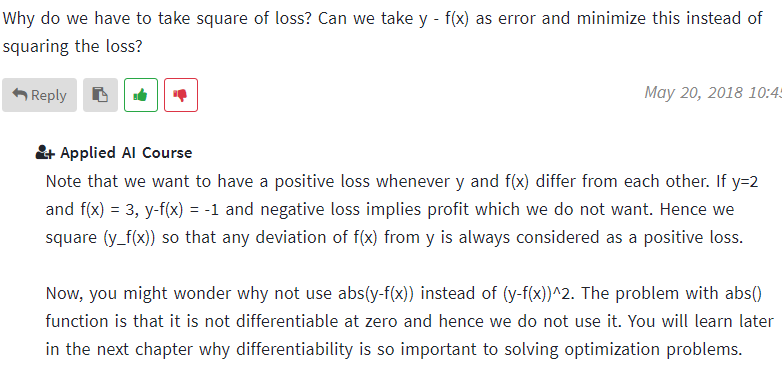 Why do we have to take square of loss? Can we take y - f(x) as error and minimize this instead of
squaring the loss?
Reply
May 20, 2018 10:4
Applied AI Course
Note that we want to have a positive loss whenever y and f(x) differ from each other. If y=2
and f(x) = 3, y-f(x) = -1 and negative loss implies profit which we do not want. Hence we
square (y_f(x)) so that any deviation of f(x) from y is always considered as a positive loss.
Now, you might wonder why not use abs(y-f(x)) instead of (y-f(x))^2. The problem with abs()
function is that it is not differentiable at zero and hence we do not use it. You will learn later
in the next chapter why differentiability is so important to solving optimization problems.